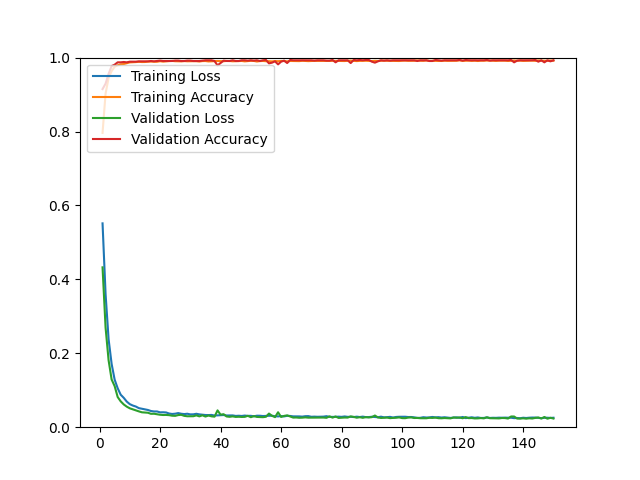 1.0
0.8
0.6
0.4
0.2
0.0
Training Loss
Training Accuracy
Validation Loss
Validation Accuracy
0 20 40 60 80 100 120 140